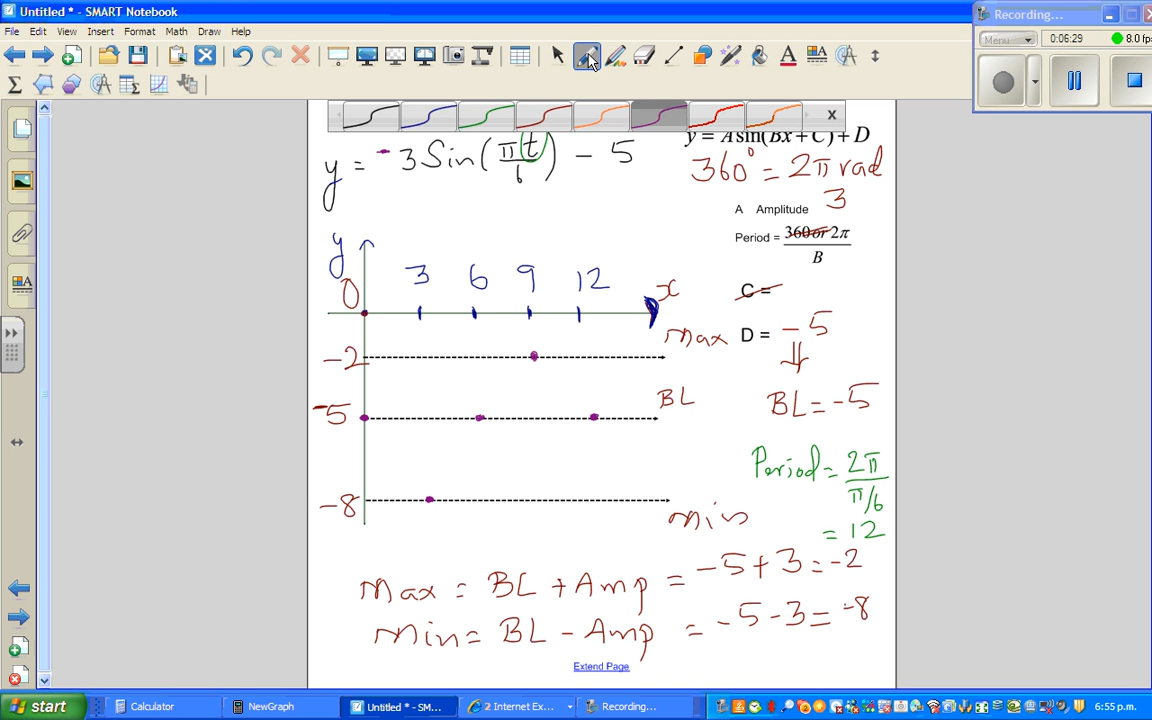 Untitled * - SMART Notebook
Recording...
File Edit View Insert Format Math Draw Help
Menu 0:06:29 8.0 fp
y = Asin(Bx + C) + D
y = -3 Sin (πt/6) - 5
360° = 2π rad
3
A Amplitude
Period = 360 or 2π / B
y
0 3 6 9 12 x
C =
max D = -5
-2
⇓
BL BL = -5
-5
Period = 2π / π/6
= 12
-8
min
max = BL + Amp = -5 + 3 = -2
min = BL - Amp = -5 - 3 = -8
Extend Page
start Calculator NewGraph Untitled * - SM... 2 Internet Ex... Recording... 6:55 p.m.